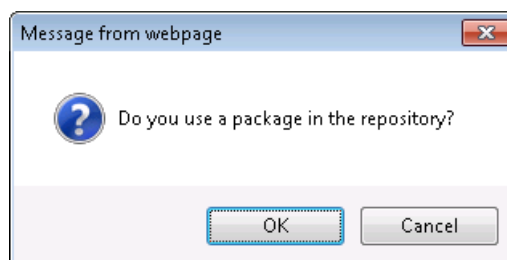 Message from webpage
Do you use a package in the repository?
OK
Cancel